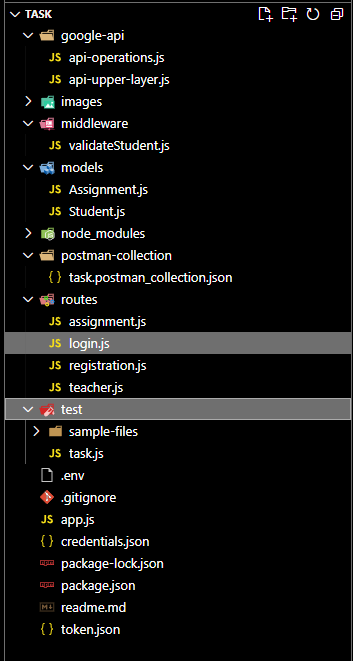 TASK
google-api
JS api-operations.js
JS api-upper-layer.js
images
middleware
JS validateStudent.js
models
JS Assignment.js
JS Student.js
node_modules
postman-collection
{ } task.postman_collection.json
routes
JS assignment.js
JS login.js
JS registration.js
JS teacher.js
test
sample-files
JS task.js
.env
.gitignore
JS app.js
{ } credentials.json
npm package-lock.json
npm package.json
M readme.md
{ } token.json